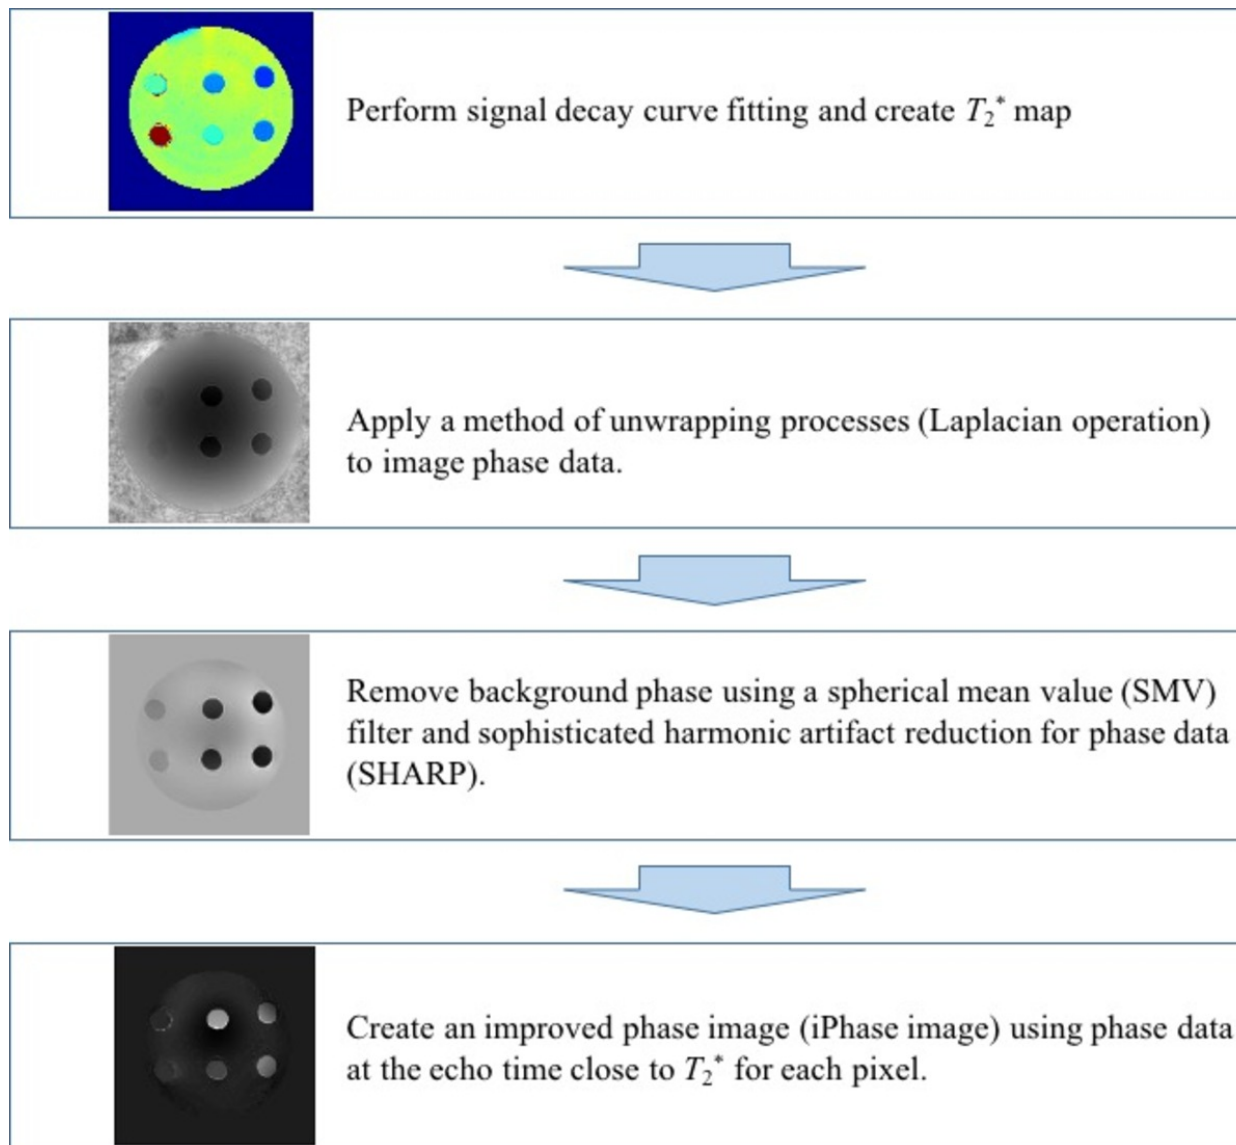 Perform signal decay curve fitting and create T₂* map
Apply a method of unwrapping processes (Laplacian operation)
to image phase data.
Remove background phase using a spherical mean value (SMV)
filter and sophisticated harmonic artifact reduction for phase data
(SHARP).
Create an improved phase image (iPhase image) using phase data
at the echo time close to T₂* for each pixel.